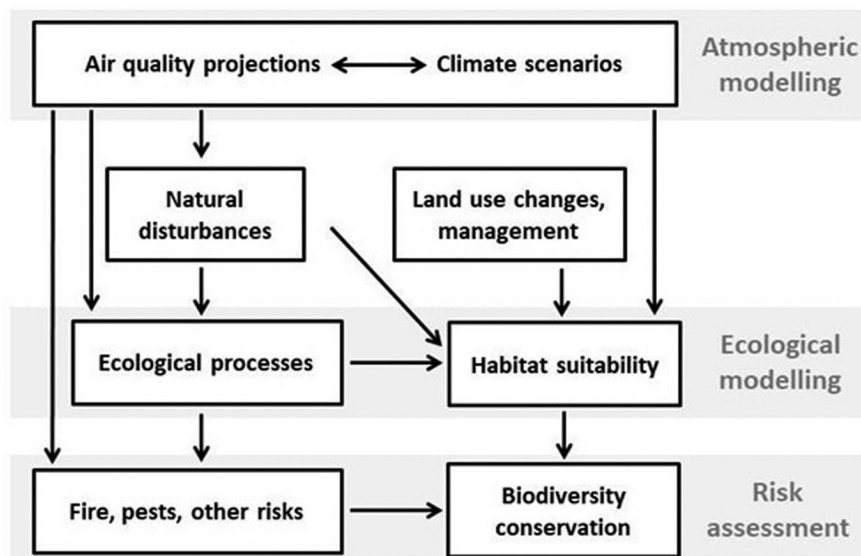 Air quality projections
Climate scenarios
Atmospheric
modelling
Natural
disturbances
Land use changes,
management
Ecological processes
Habitat suitability
Ecological
modelling
Fire, pests, other risks
Biodiversity
conservation
Risk
assessment